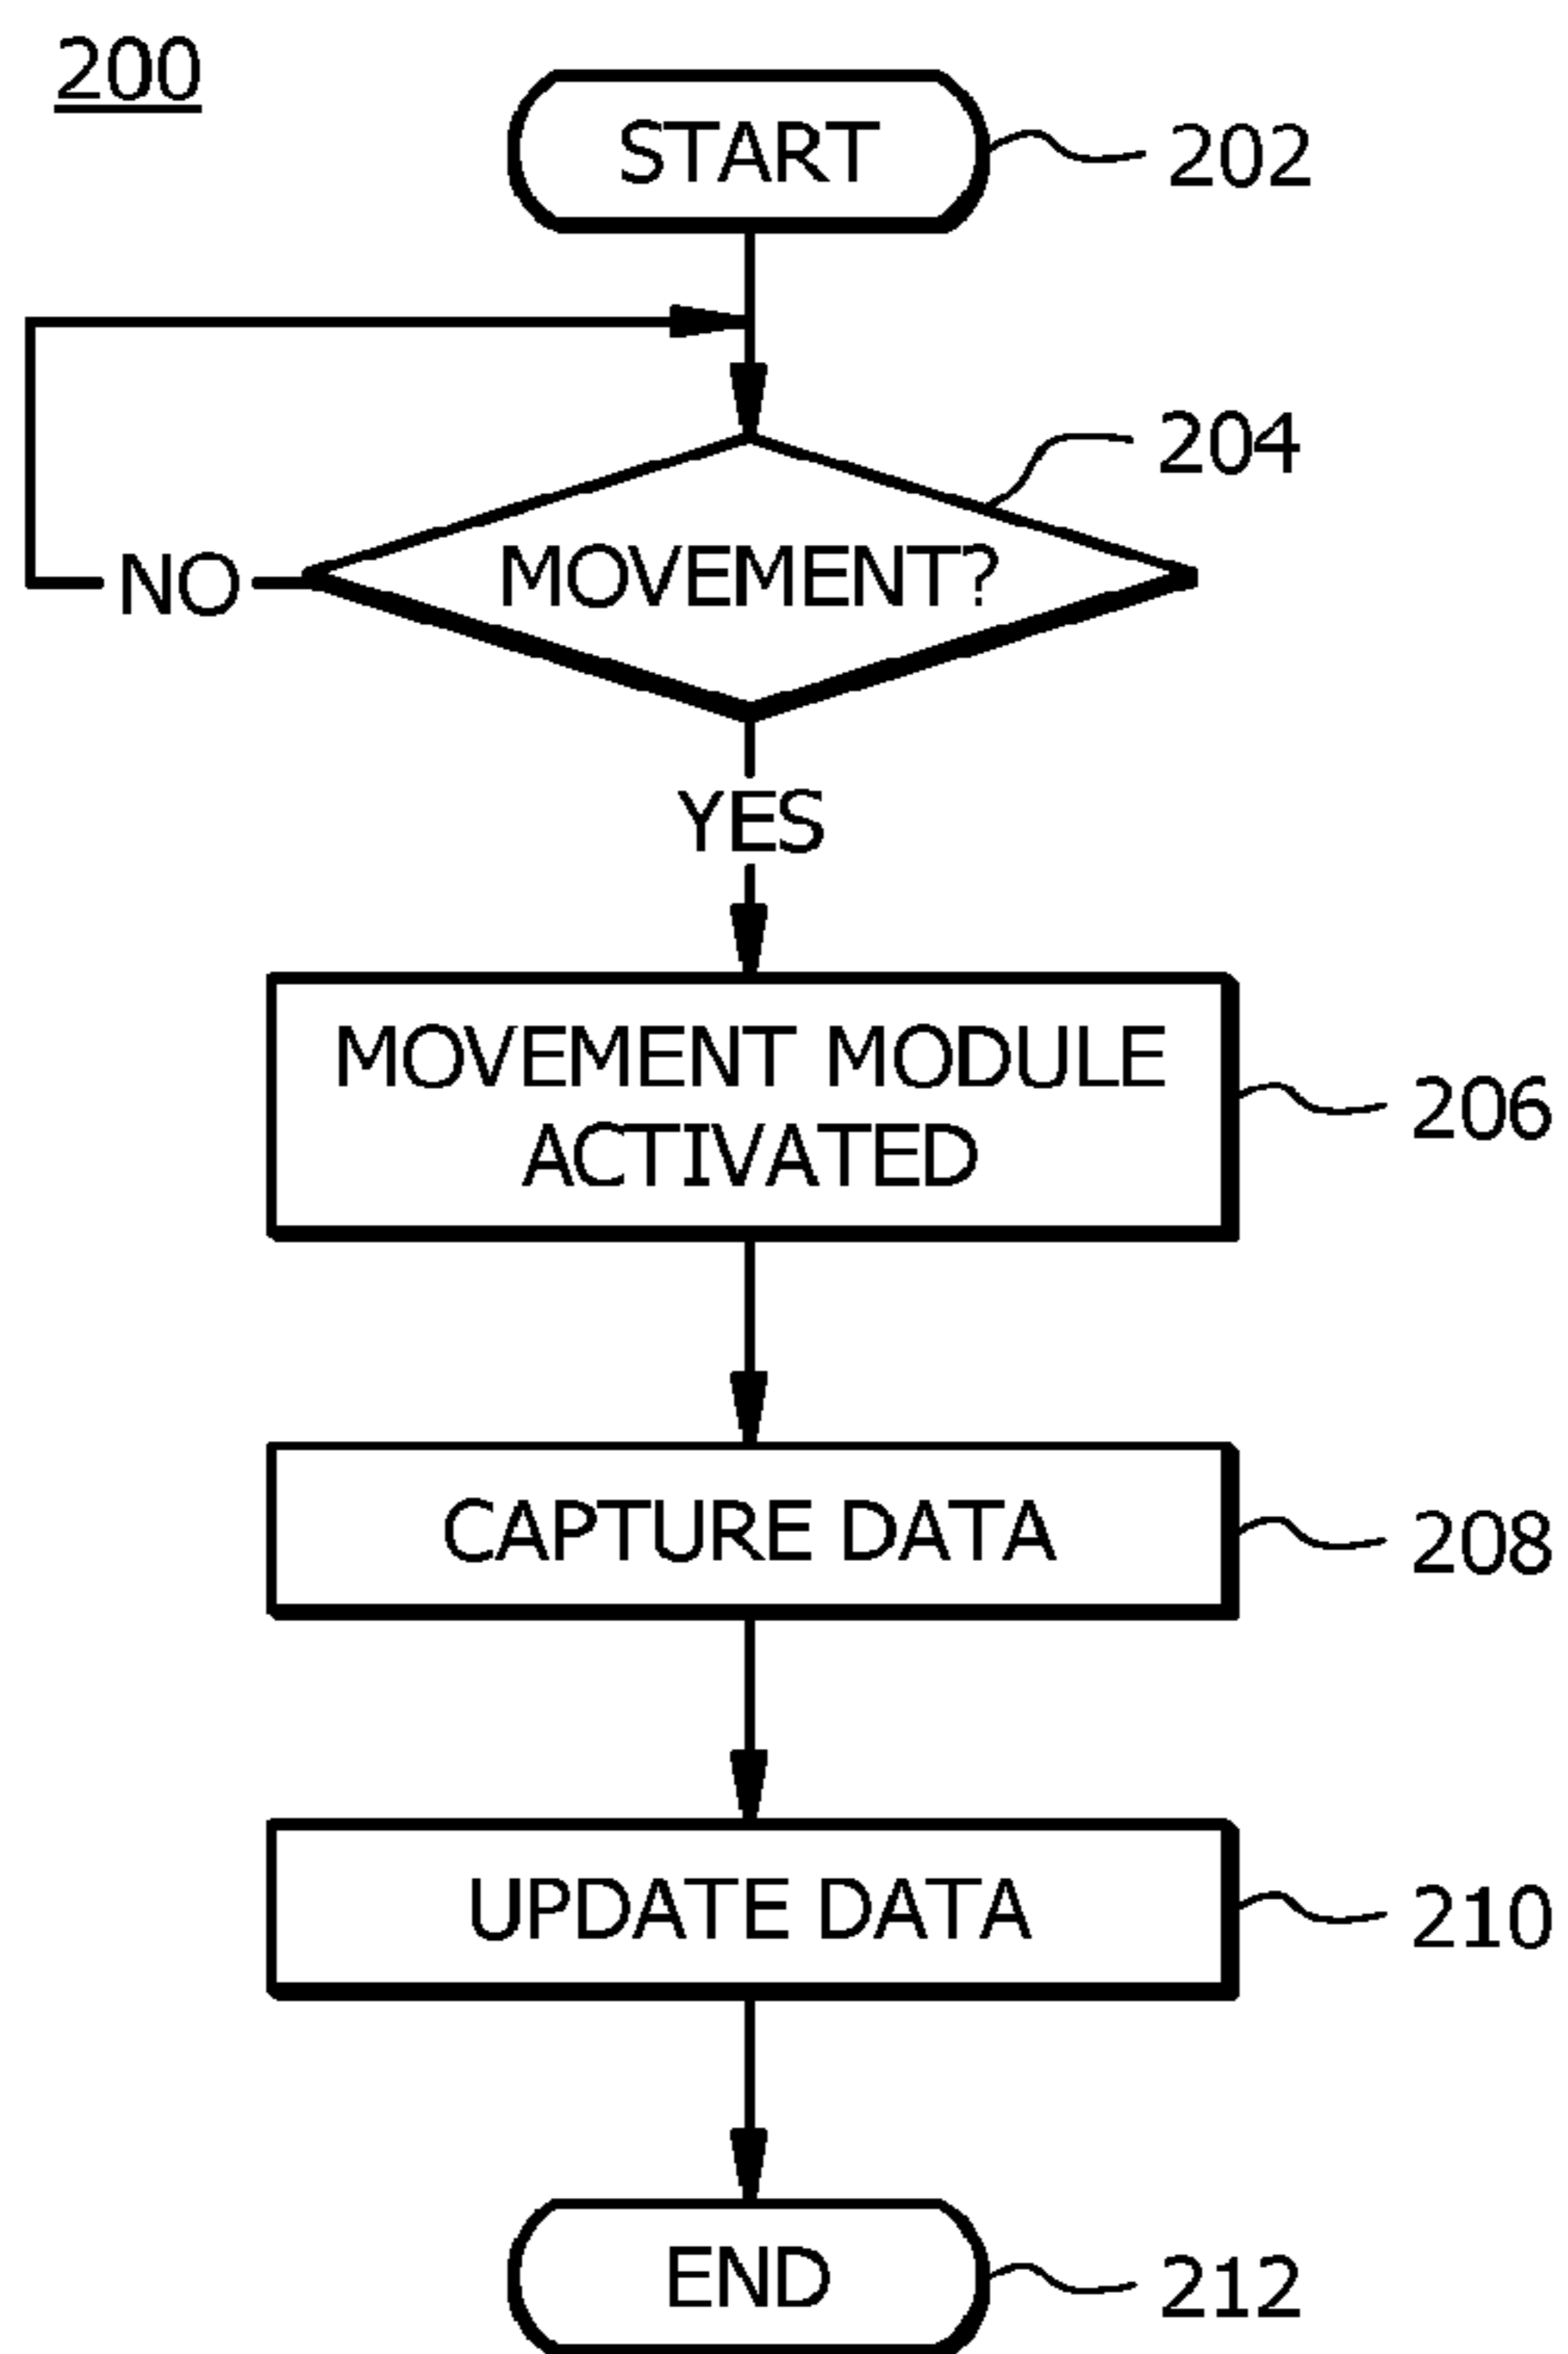 200
START
202
204
MOVEMENT?
NO
YES
MOVEMENT MODULE
ACTIVATED
206
CAPTURE DATA
208
UPDATE DATA
210
END
212